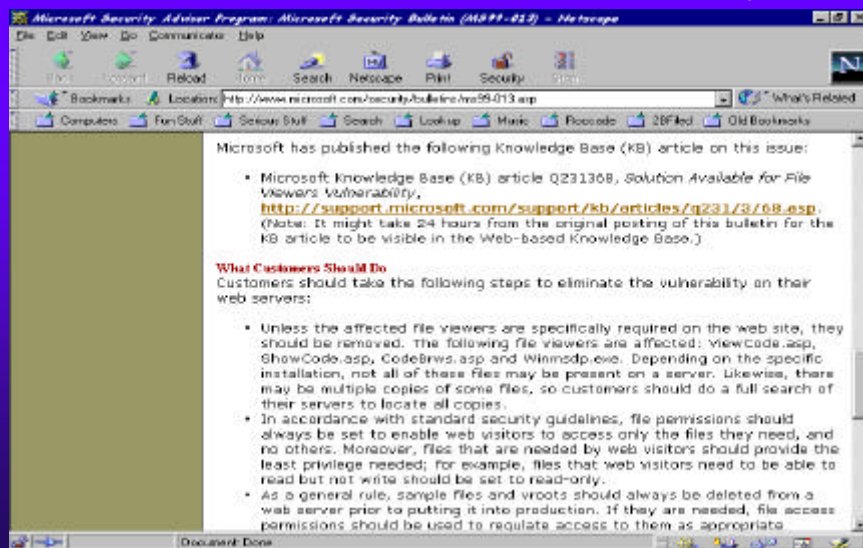 Microsoft Security Advisor Program: Microsoft Security Bulletin (MS99-013) - Netscape
File Edit View Go Communicator Help
Back Forward Reload Home Search Netscape Print Security Stop
Bookmarks Location: http://www.microsoft.com/security/bulletins/ms99-013.asp What's Related
Computers Fun Stuff Serious Stuff Search Lookup Music 2BFiled Old Bookmarks
Microsoft has published the following Knowledge Base (KB) article on this issue:
• Microsoft Knowledge Base (KB) article Q231368, Solution Available for File
Viewers Vulnerability,
http://support.microsoft.com/support/kb/articles/q231/3/68.asp.
(Note: It might take 24 hours from the original posting of this bulletin for the
KB article to be visible in the Web-based Knowledge Base.)
What Customers Should Do
Customers should take the following steps to eliminate the vulnerability on their
web servers:
• Unless the affected file viewers are specifically required on the web site, they
should be removed. The following file viewers are affected: ViewCode.asp,
ShowCode.asp, CodeBrws.asp and Winmsdp.exe. Depending on the specific
installation, not all of these files may be present on a server. Likewise, there
may be multiple copies of some files, so customers should do a full search of
their servers to locate all copies.
• In accordance with standard security guidelines, file permissions should
always be set to enable web visitors to access only the files they need, and
no others. Moreover, files that are needed by web visitors should provide the
least privilege needed; for example, files that web visitors need to be able to
read but not write should be set to read-only.
• As a general rule, sample files and vroots should always be deleted from a
web server prior to putting it into production. If they are needed, file access
permissions should be used to regulate access to them as appropriate.
Document: Done